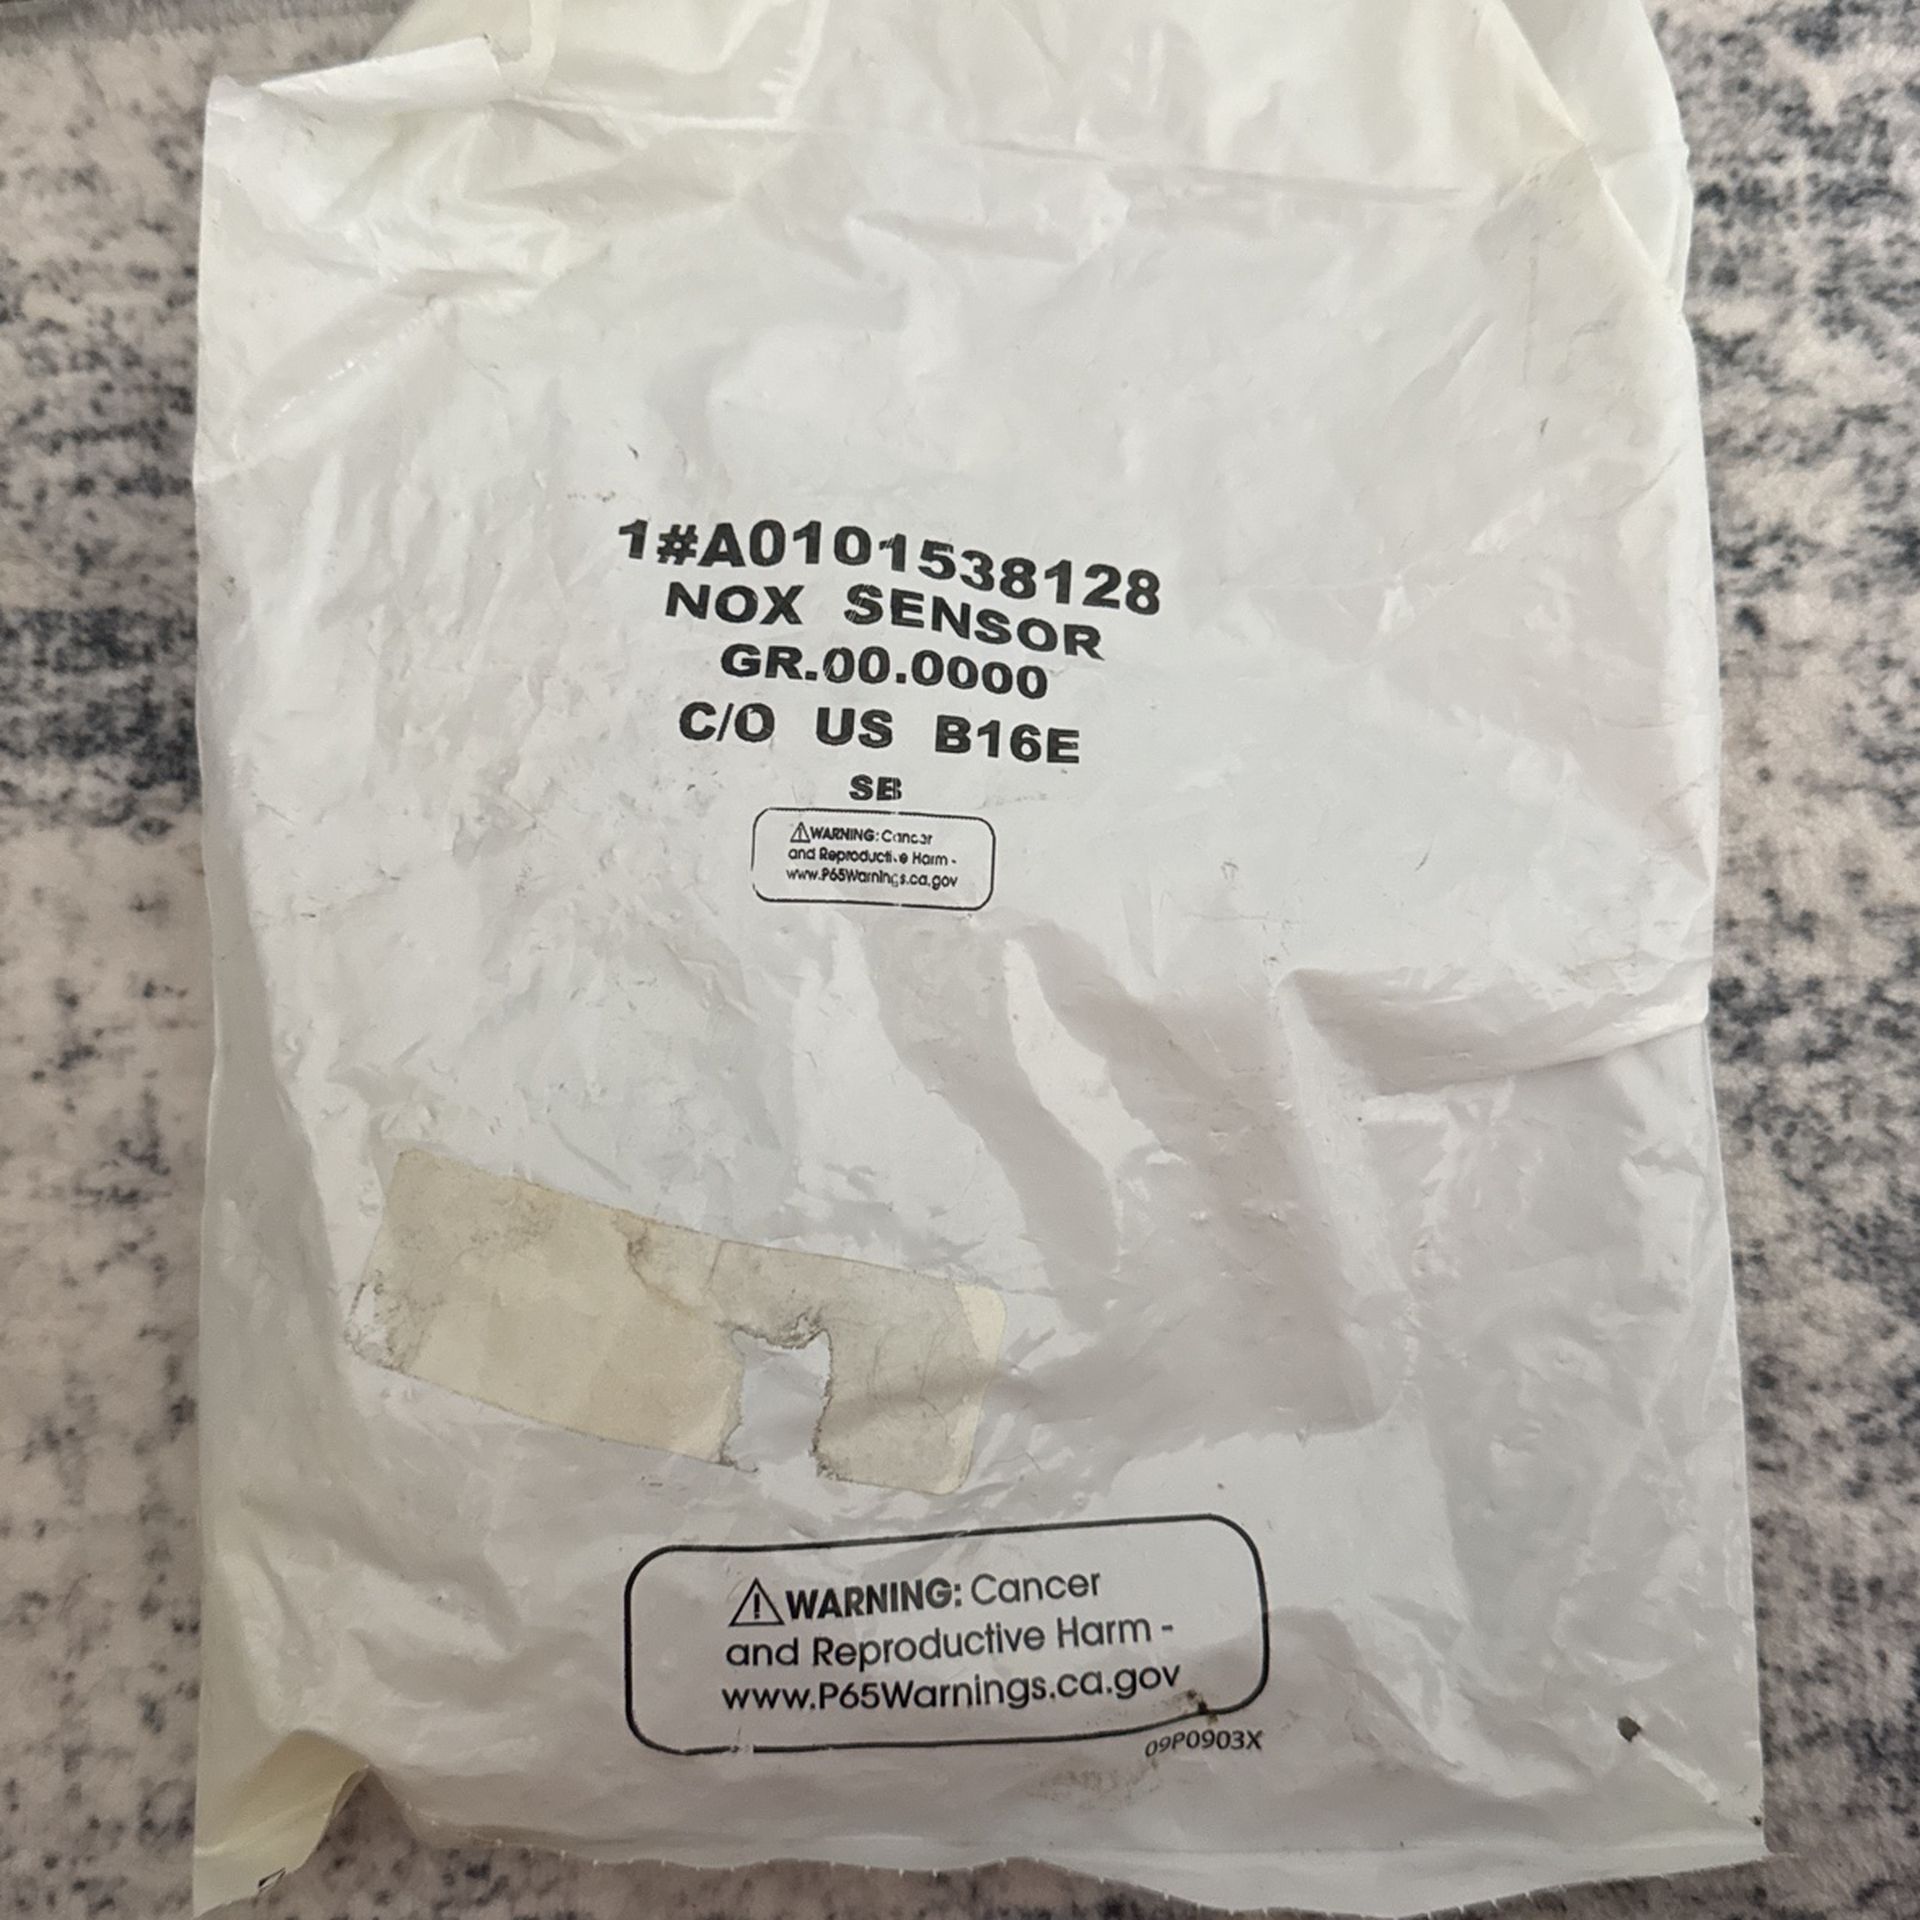 1#A0101538128
NOX SENSOR
GR.00.0000
C/O US B16E
SB
⚠WARNING: Cancer
and Reproductive Harm -
www.P65Warnings.ca.gov
⚠WARNING: Cancer
and Reproductive Harm -
www.P65Warnings.ca.gov
09P0903X